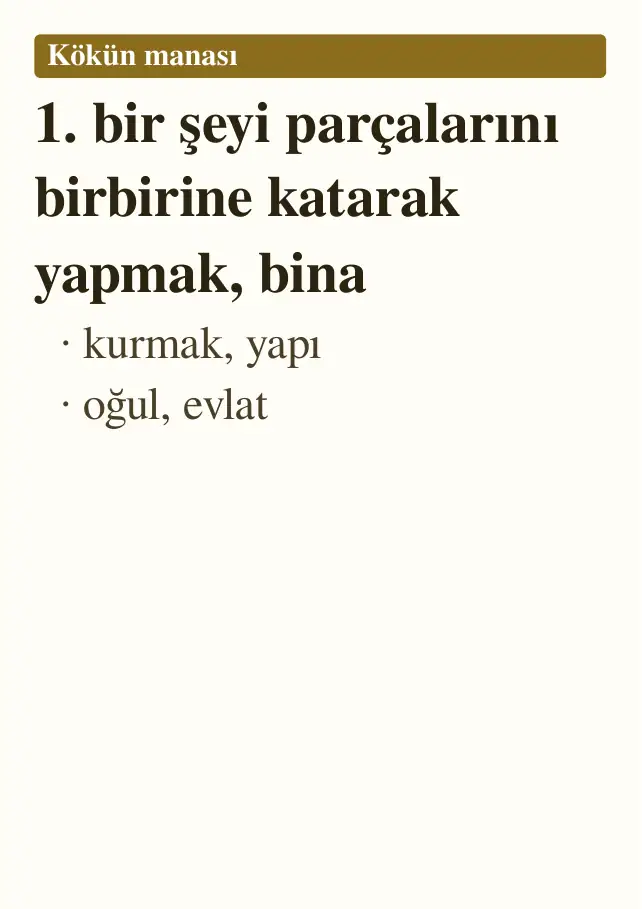 Kökün manası
1. bir şeyi parçalarını
birbirine katarak
yapmak, bina
· kurmak, yapı
· oğul, evlat